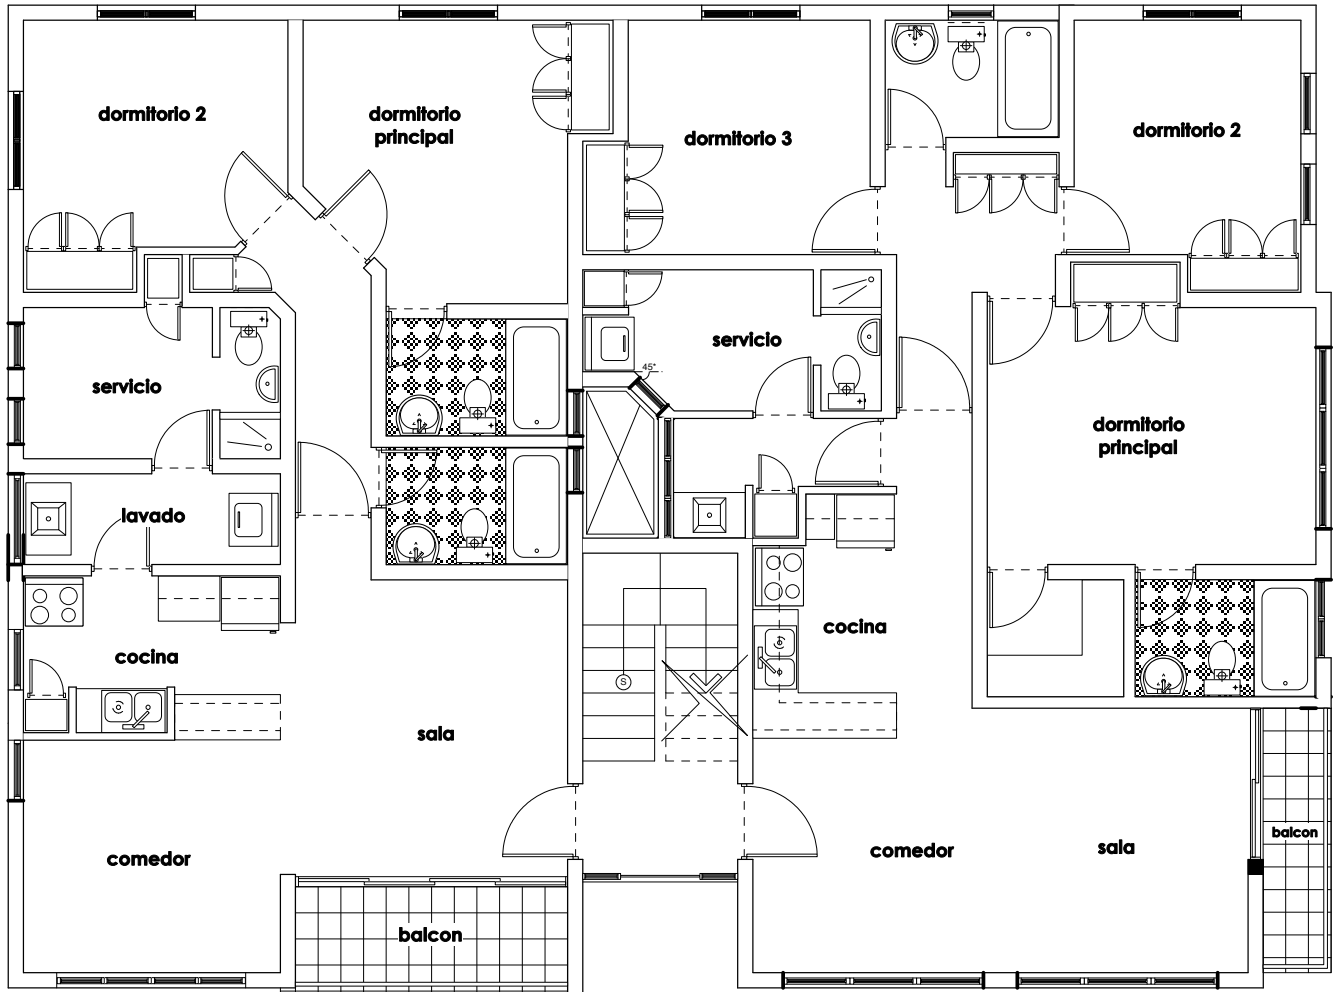 dormitorio 2
dormitorio
principal
dormitorio 3
dormitorio 2
servicio
45°
servicio
dormitorio
principal
lavado
cocina
cocina
S
sala
comedor
comedor
sala
balcon
balcon